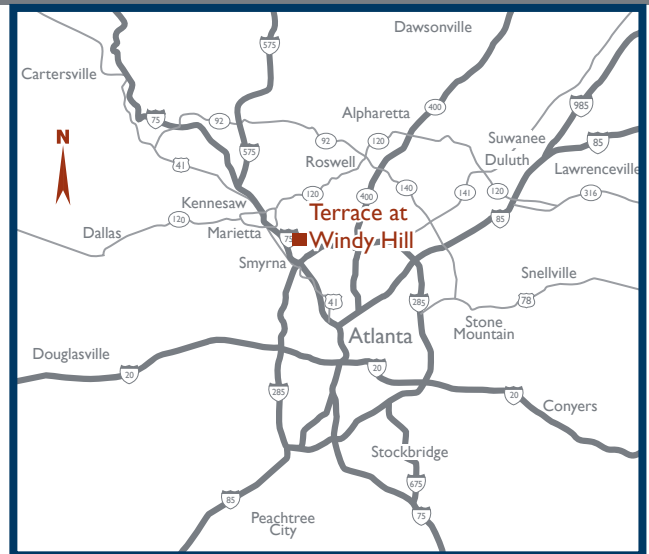 Dawsonville
575
Cartersville
400
985
Alpharetta
75
92
N
92
120
Suwanee
85
575
Duluth
Roswell
41
Lawrenceville
120
400
140
141
120
316
Kennesaw
Terrace at
120
85
Dallas
Marietta
75
Windy Hill
Smyrna
Snellville
41
285
78
Stone
Mountain
Atlanta
Douglasville
20
20
285
20
Conyers
Stockbridge
675
85
75
Peachtree
City